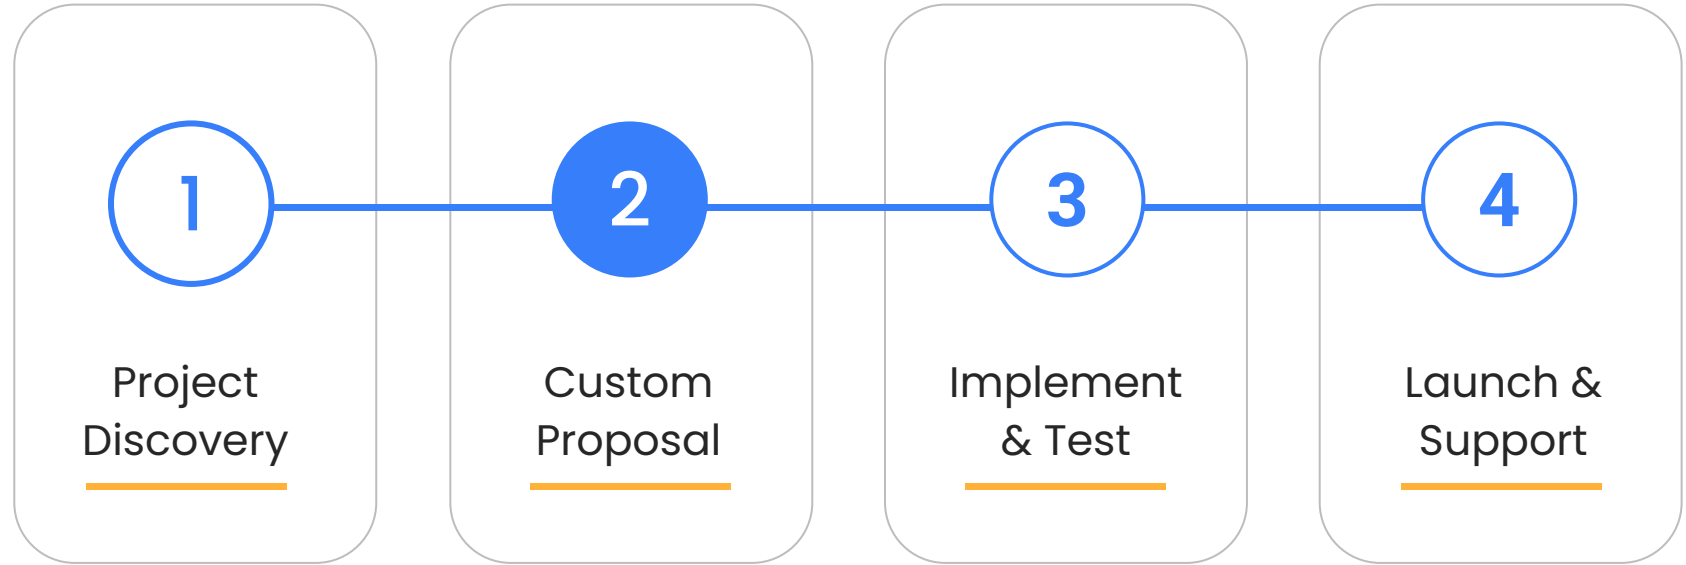 1
2
3
4
Project
Discovery
Custom
Proposal
Implement
& Test
Launch &
Support